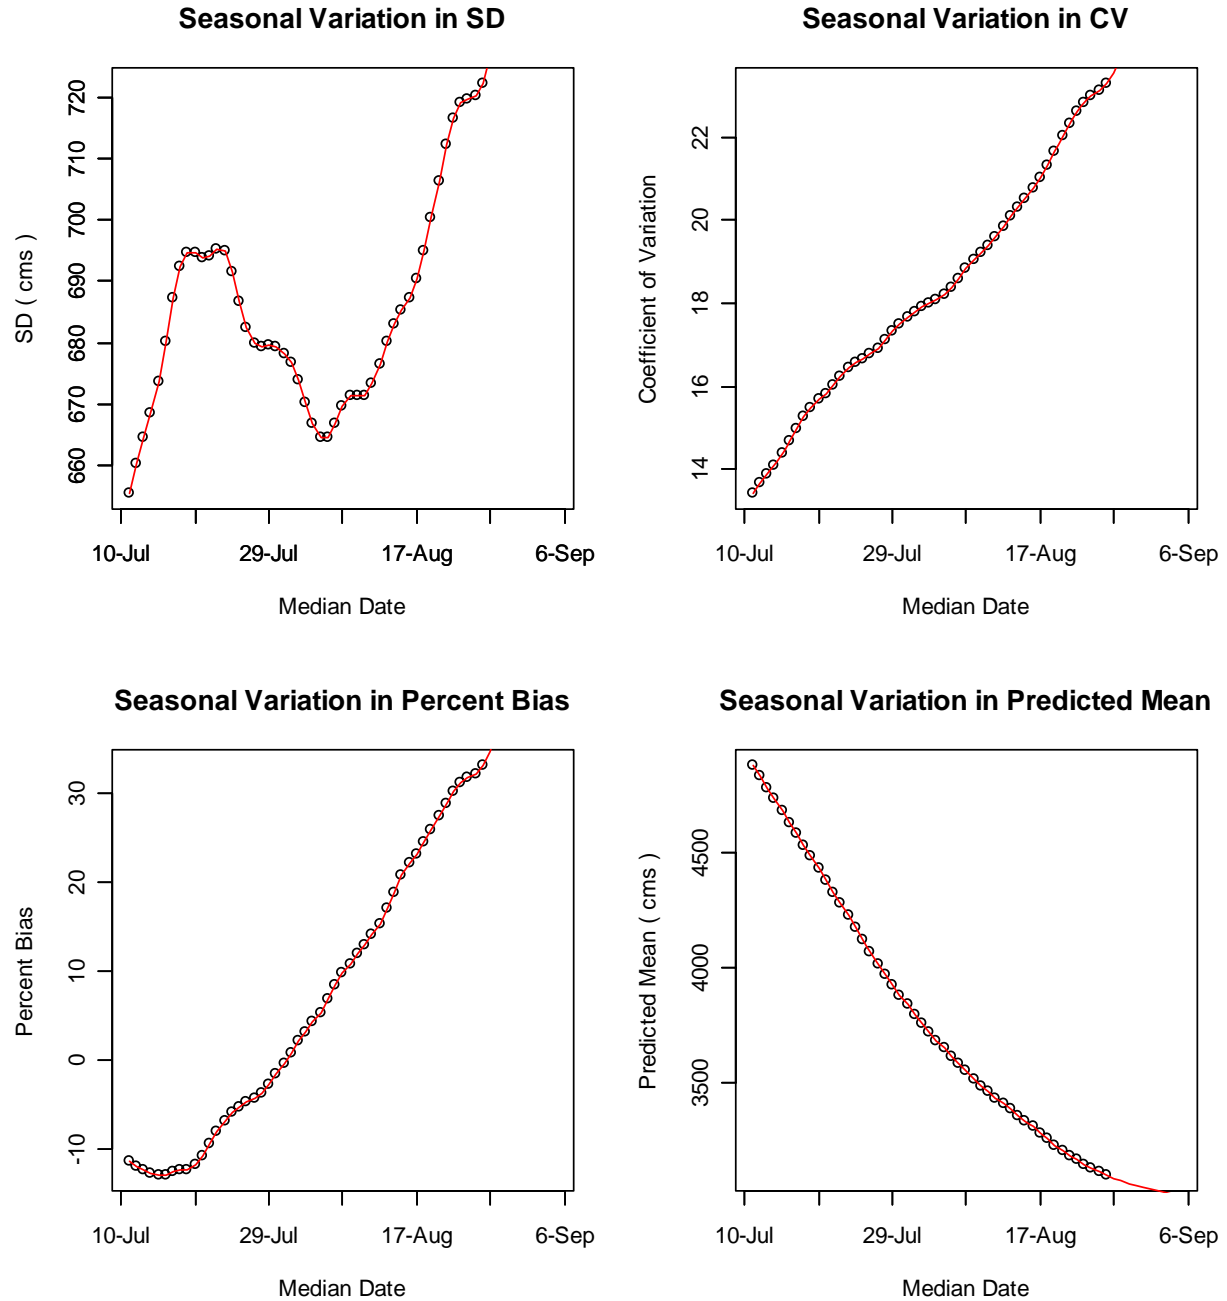 Seasonal Variation in SD
SD ( cms )
720
710
700
690
680
670
660
10-Jul 29-Jul 17-Aug 6-Sep
Median Date
Seasonal Variation in CV
Coefficient of Variation
22
20
18
16
14
10-Jul 29-Jul 17-Aug 6-Sep
Median Date
Seasonal Variation in Percent Bias
Percent Bias
30
20
10
0
-10
10-Jul 29-Jul 17-Aug 6-Sep
Median Date
Seasonal Variation in Predicted Mean
Predicted Mean ( cms )
4500
4000
3500
10-Jul 29-Jul 17-Aug 6-Sep
Median Date